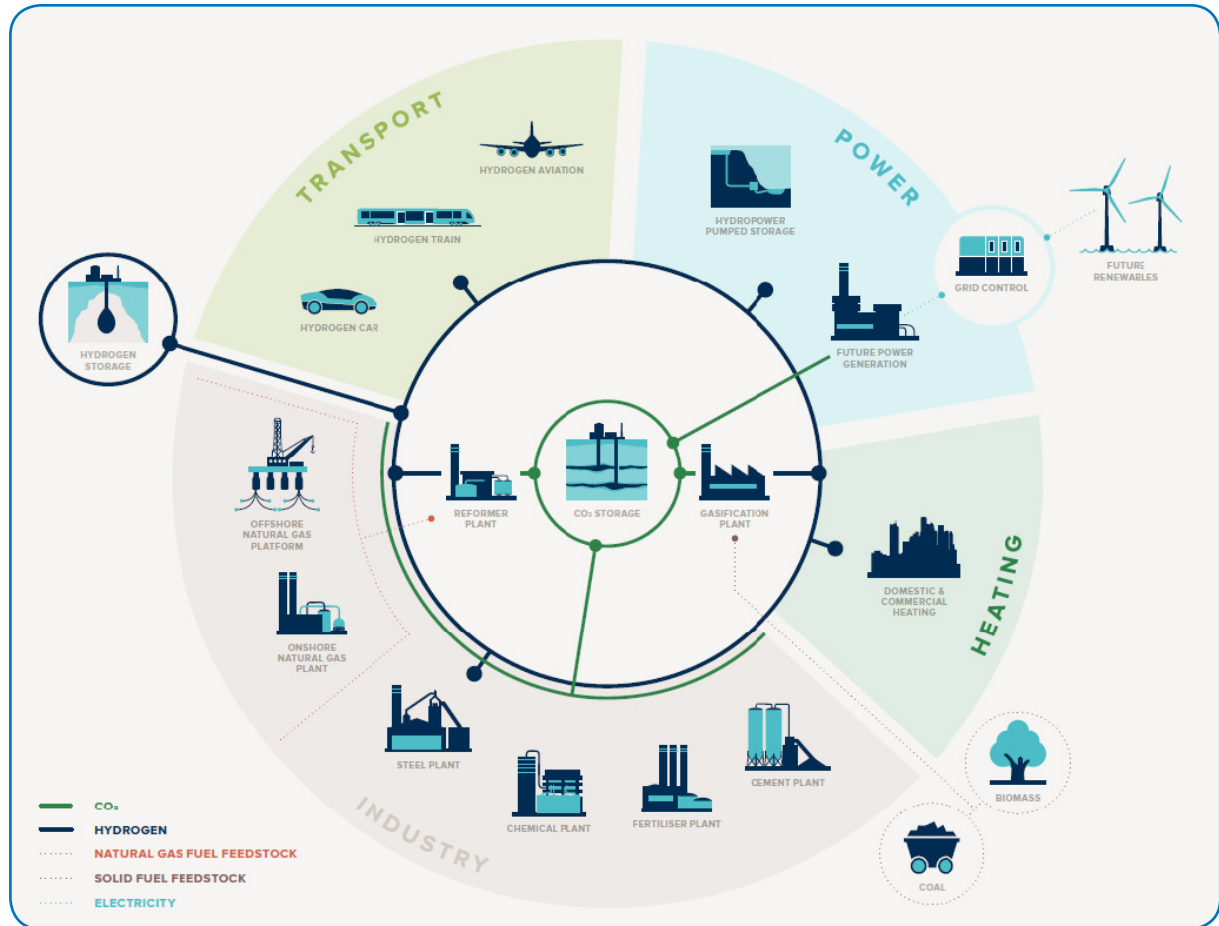 TRANSPORT
HYDROGEN AVIATION
HYDROGEN TRAIN
HYDROGEN CAR
HYDROGEN
STORAGE
POWER
HYDROPOWER
PUMPED STORAGE
GRID CONTROL
FUTURE
RENEWABLES
FUTURE POWER
GENERATION
OFFSHORE
NATURAL GAS
PLATFORM
REFORMER
PLANT
CO₂ STORAGE
GASIFICATION
PLANT
DOMESTIC &
COMMERCIAL
HEATING
HEATING
ONSHORE
NATURAL GAS
PLANT
STEEL PLANT
CHEMICAL PLANT
FERTILISER PLANT
CEMENT PLANT
INDUSTRY
BIOMASS
COAL
CO₂
HYDROGEN
NATURAL GAS FUEL FEEDSTOCK
SOLID FUEL FEEDSTOCK
ELECTRICITY